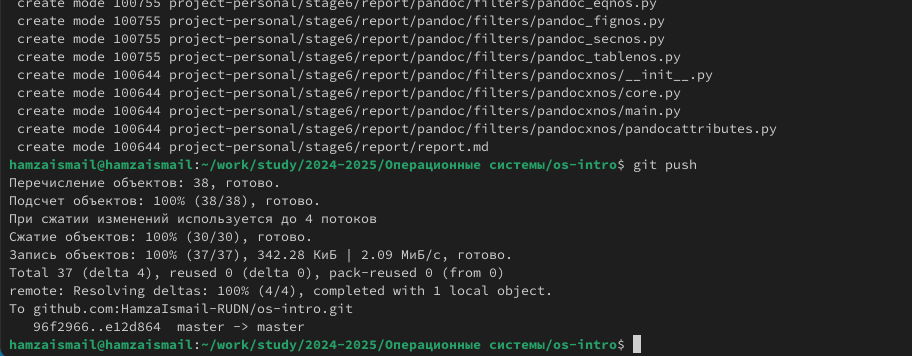 create mode 100755 project-personal/stage6/report/pandoc/filters/pandoc_eqnos.py
create mode 100755 project-personal/stage6/report/pandoc/filters/pandoc_fignos.py
create mode 100755 project-personal/stage6/report/pandoc/filters/pandoc_secnos.py
create mode 100755 project-personal/stage6/report/pandoc/filters/pandoc_tablenos.py
create mode 100644 project-personal/stage6/report/pandoc/filters/pandocxnos/__init__.py
create mode 100644 project-personal/stage6/report/pandoc/filters/pandocxnos/core.py
create mode 100644 project-personal/stage6/report/pandoc/filters/pandocxnos/main.py
create mode 100644 project-personal/stage6/report/pandoc/filters/pandocxnos/pandocattributes.py
create mode 100644 project-personal/stage6/report/report.md
hamzaismail@hamzaismail:~/work/study/2024-2025/Операционные системы/os-intro$ git push
Перечисление объектов: 38, готово.
Подсчет объектов: 100% (38/38), готово.
При сжатии изменений используется до 4 потоков
Сжатие объектов: 100% (30/30), готово.
Запись объектов: 100% (37/37), 342.28 КиБ | 2.09 МиБ/с, готово.
Total 37 (delta 4), reused 0 (delta 0), pack-reused 0 (from 0)
remote: Resolving deltas: 100% (4/4), completed with 1 local object.
To github.com:HamzaIsmail-RUDN/os-intro.git
96f2966..e12d864  master -> master
hamzaismail@hamzaismail:~/work/study/2024-2025/Операционные системы/os-intro$